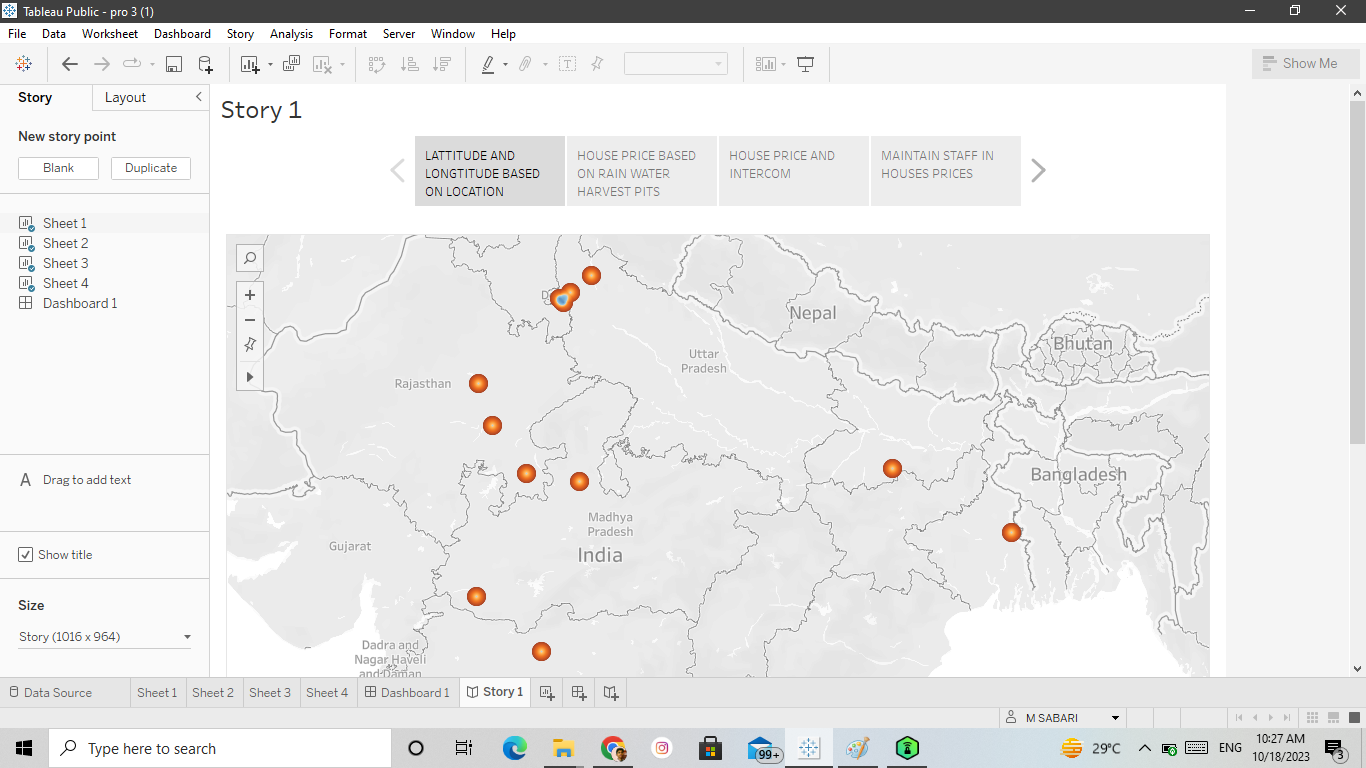 Tableau Public - pro 3 (1)
File Data Worksheet Dashboard Story Analysis Format Server Window Help
Show Me
Story Layout
New story point
Blank Duplicate
Sheet 1
Sheet 2
Sheet 3
Sheet 4
Dashboard 1
A Drag to add text
Show title
Size
Story (1016 x 964)
Story 1
LATTITUDE AND
LONGTITUDE BASED
ON LOCATION
HOUSE PRICE BASED
ON RAIN WATER
HARVEST PITS
HOUSE PRICE AND
INTERCOM
MAINTAIN STAFF IN
HOUSES PRICES
Nepal
Bhutan
Uttar
Pradesh
Rajasthan
Bangladesh
Madhya
Pradesh
Gujarat
India
Dadra and
Nagar Haveli
and Daman
Data Source Sheet 1 Sheet 2 Sheet 3 Sheet 4 Dashboard 1 Story 1
M SABARI
Type here to search
99+
29°C
ENG
10:27 AM
10/18/2023
3